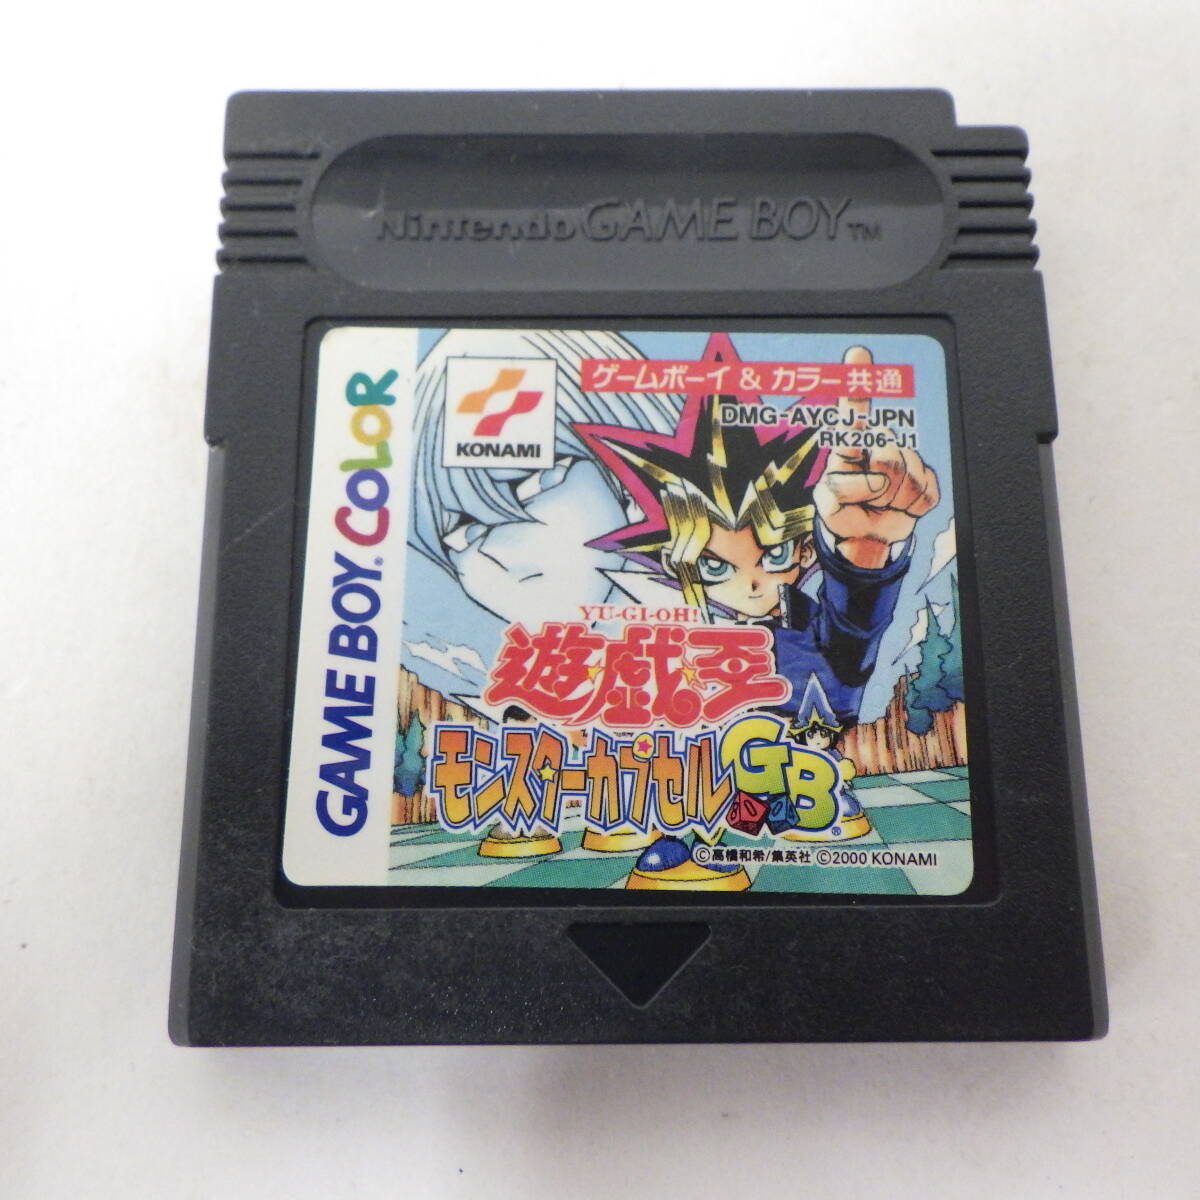 Nintendo GAME BOY™
GAME BOY COLOR
KONAMI
ゲームボーイ & カラー共通
DMG-AYCJ-JPN
RK206-J1
YU-GI-OH!
遊☆戯☆王
モンスターカプセルGB®
©高橋和希/集英社 ©2000 KONAMI